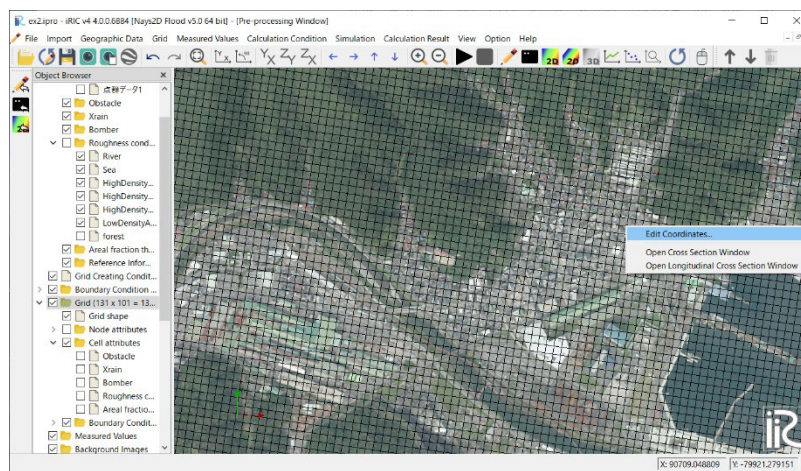 ex2.ipro - iRIC v4 4.0.0.6884 [Nays2D Flood v5.0 64 bit] - [Pre-processing Window]
File Import Geographic Data Grid Measured Values Calculation Condition Simulation Calculation Result View Option Help
Object Browser
点群データ1
Obstacle
Xrain
Bomber
Roughness cond...
River
Sea
HighDensity...
HighDensity...
HighDensity...
LowDensityA...
forest
Areal fraction th...
Reference Infor...
Grid Creating Condit...
Boundary Condition ...
Grid (131 x 101 = 13...
Grid shape
Node attributes
Cell attributes
Obstacle
Xrain
Bomber
Roughness c...
Areal fractio...
Boundary Condit...
Measured Values
Background Images
Edit Coordinates...
Open Cross Section Window
Open Longitudinal Cross Section Window
iRiC
X: 90709.048809 Y: -79921.279151